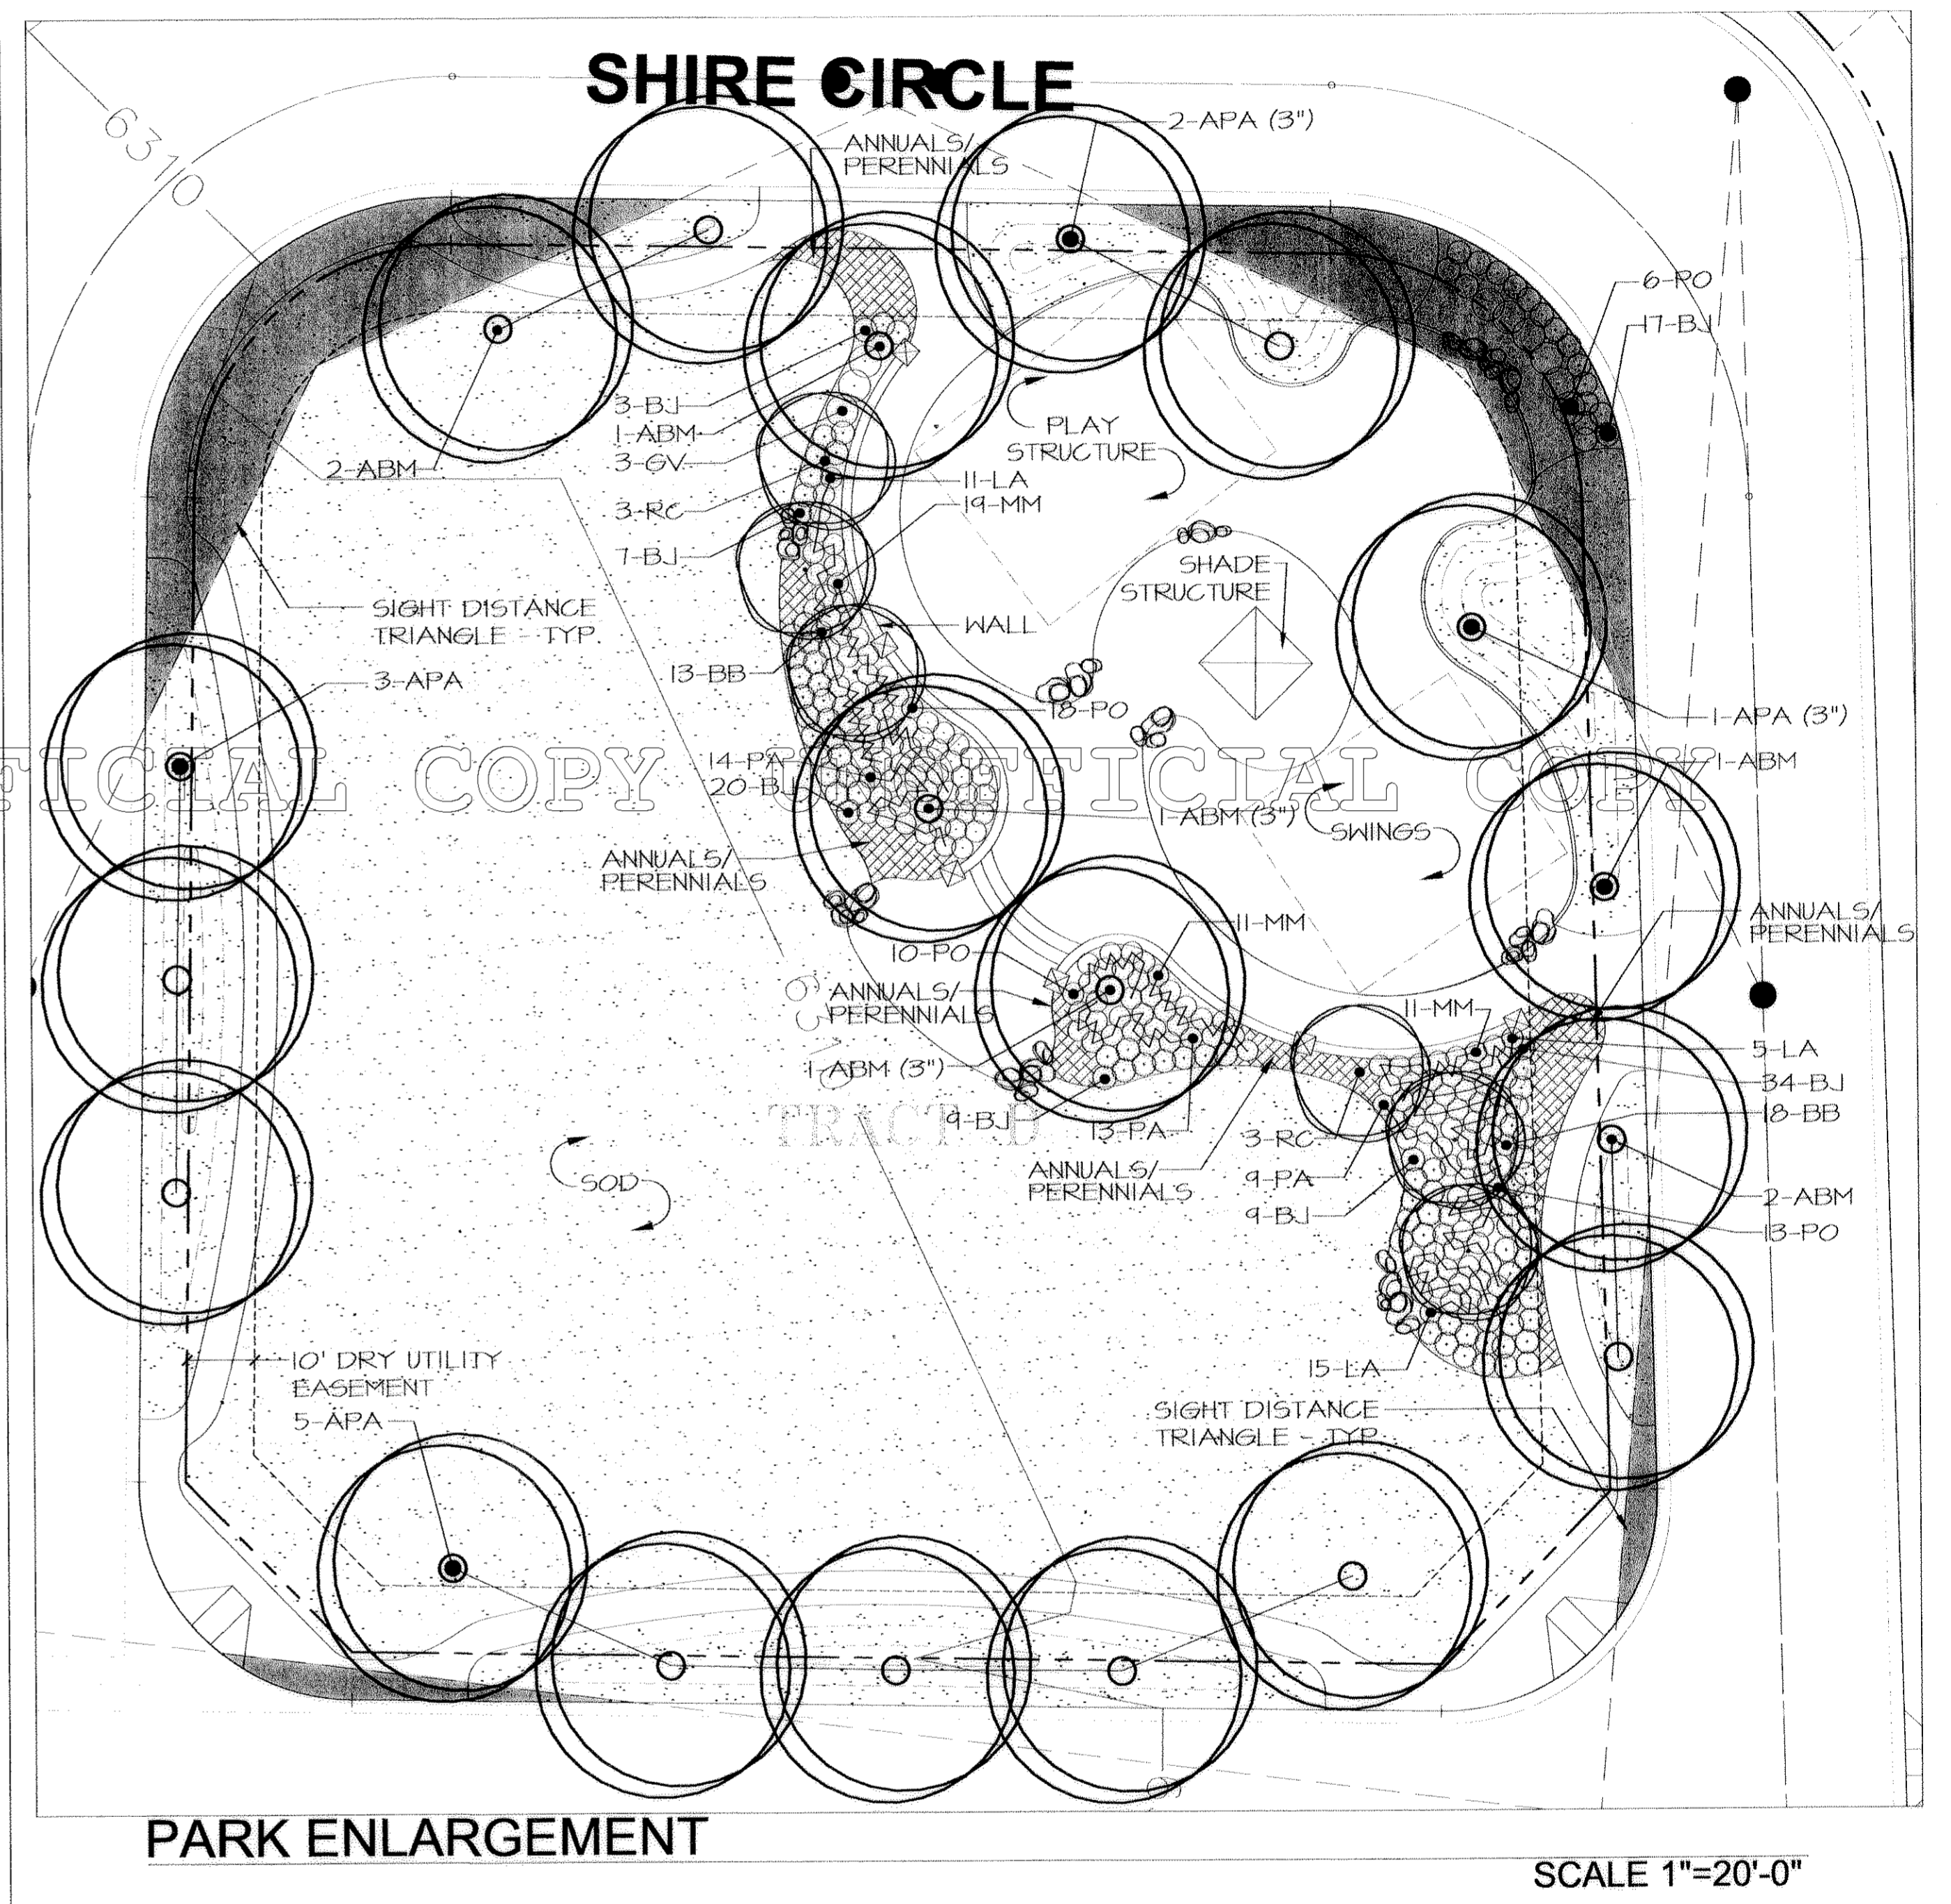 SHIRE CIRCLE
6310
2-APA (3")
ANNUALS/
PERENNIALS
6-PO
17-BJ
3-BJ
1-ABM
3-GV
PLAY
STRUCTURE
2-ABM
11-LA
19-MM
3-RC
7-BJ
SHADE
STRUCTURE
SIGHT DISTANCE
TRIANGLE - TYP.
WALL
3-APA
13-BB
18-PO
1-APA (3")
14-PA
20-BJ
1-ABM
UNOFFICIAL COPY UNOFFICIAL COPY
1-ABM (3")
SWINGS
ANNUALS/
PERENNIALS
11-MM
ANNUALS/
PERENNIALS
10-PO
ANNUALS/
PERENNIALS
11-MM
5-LA
1-ABM (3")
34-BJ
9-BJ
13-PA
3-RC
18-BB
TRACT B
ANNUALS/
PERENNIALS
9-PA
SOD
9-BJ
2-ABM
13-PO
10' DRY UTILITY
EASEMENT
15-LA
5-APA
SIGHT DISTANCE
TRIANGLE - TYP.
PARK ENLARGEMENT
SCALE 1"=20'-0"